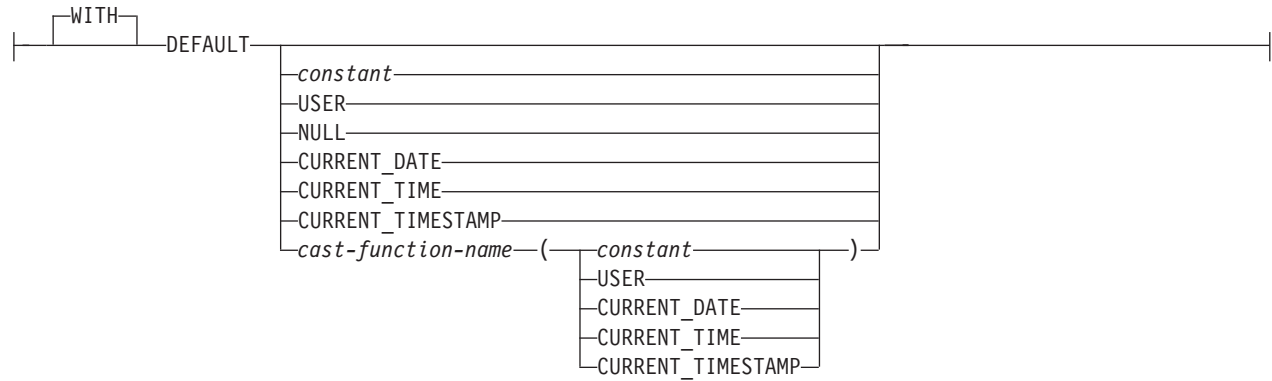 WITH
DEFAULT
constant
USER
NULL
CURRENT_DATE
CURRENT_TIME
CURRENT_TIMESTAMP
cast-function-name ( constant )
USER
CURRENT_DATE
CURRENT_TIME
CURRENT_TIMESTAMP